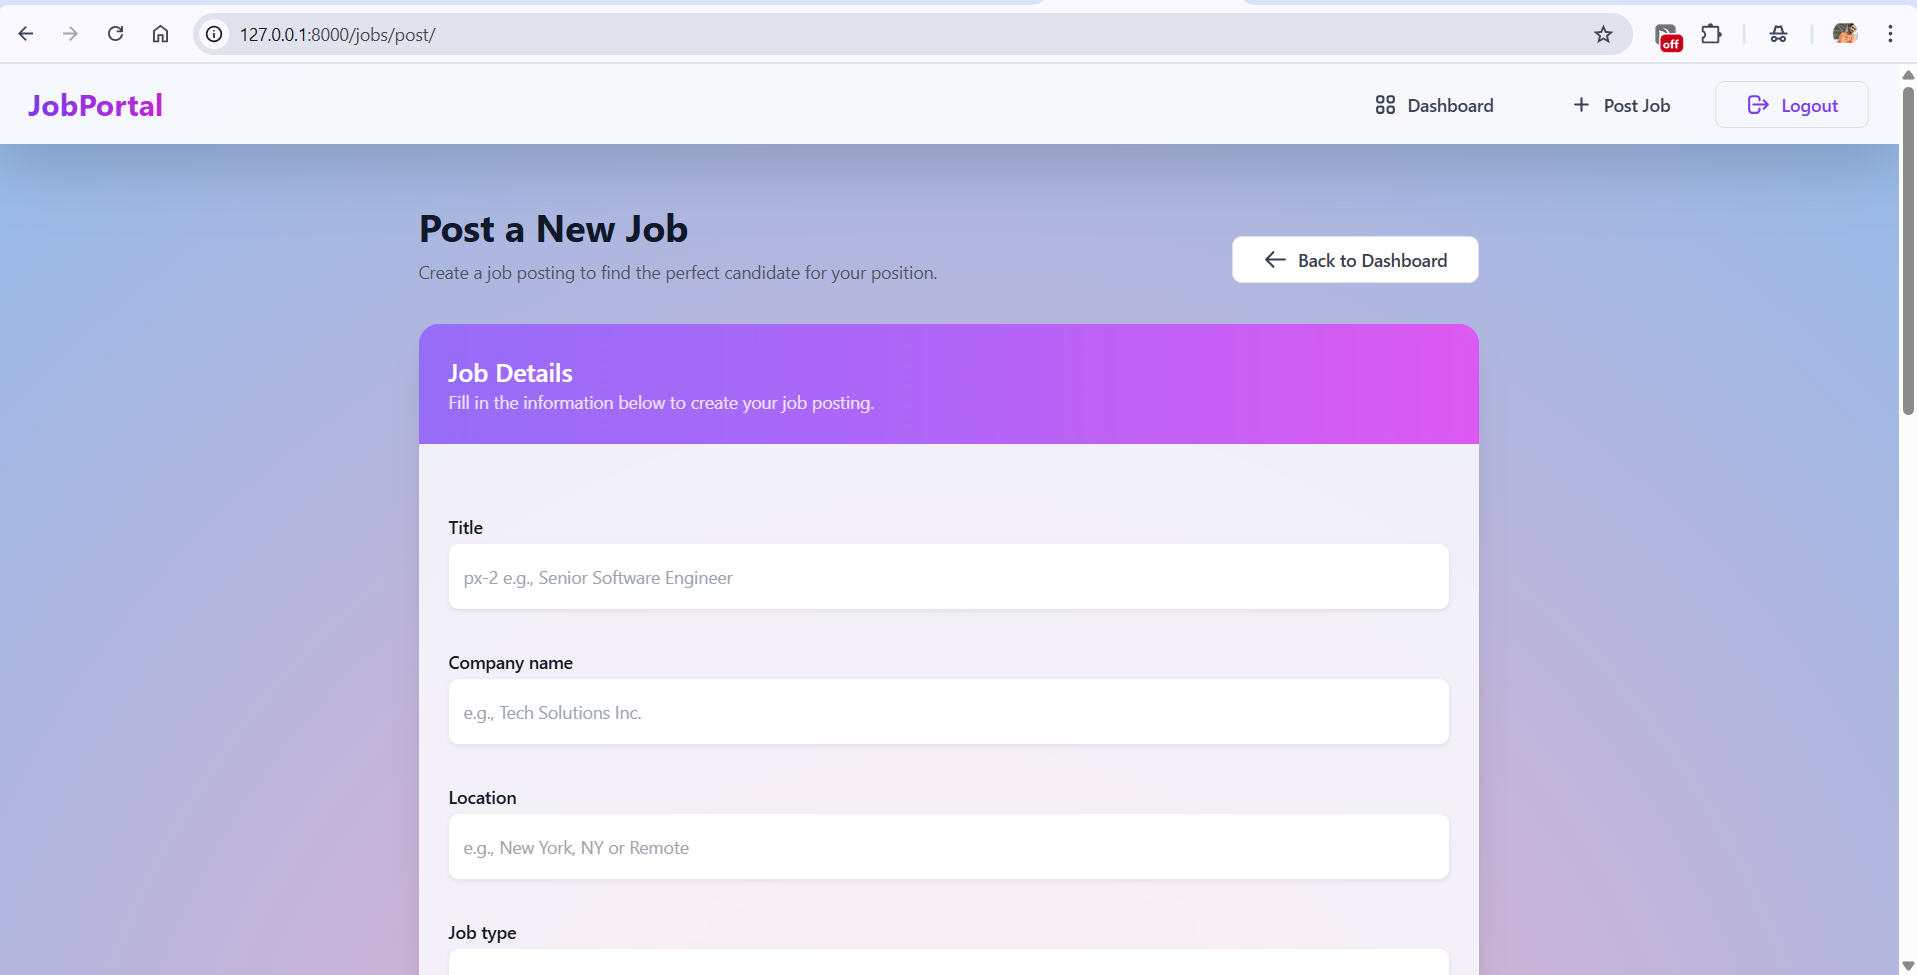 127.0.0.1:8000/jobs/post/
off
JobPortal
Dashboard
Post Job
Logout
Post a New Job
Create a job posting to find the perfect candidate for your position.
Back to Dashboard
Job Details
Fill in the information below to create your job posting.
Title
px-2 e.g., Senior Software Engineer
Company name
e.g., Tech Solutions Inc.
Location
e.g., New York, NY or Remote
Job type